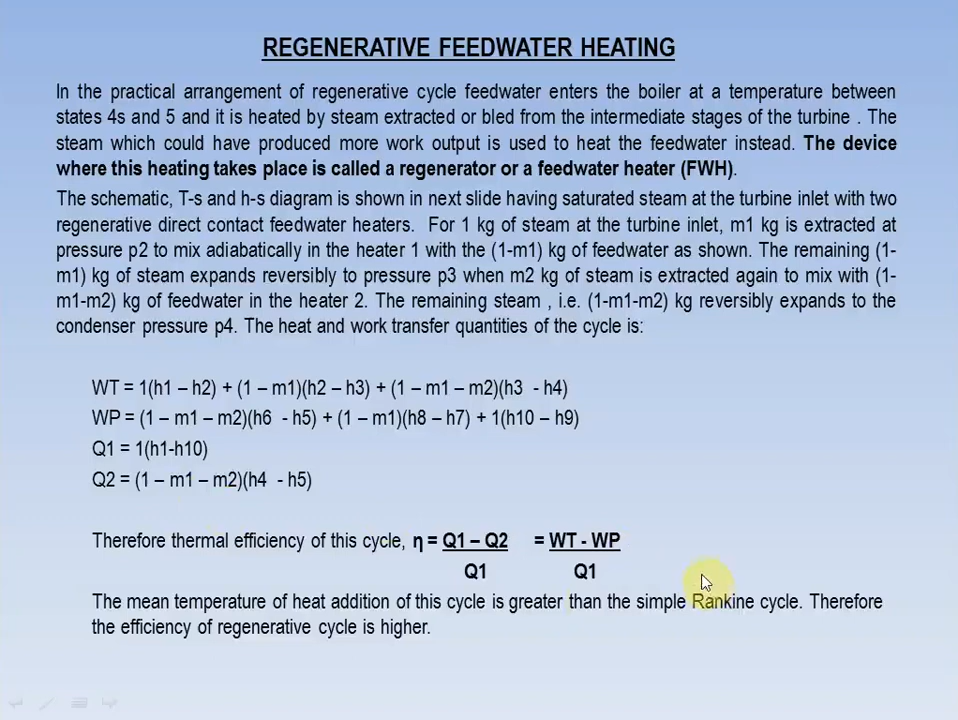 REGENERATIVE FEEDWATER HEATING
In the practical arrangement of regenerative cycle feedwater enters the boiler at a temperature between
states 4s and 5 and it is heated by steam extracted or bled from the intermediate stages of the turbine . The
steam which could have produced more work output is used to heat the feedwater instead. The device
where this heating takes place is called a regenerator or a feedwater heater (FWH).
The schematic, T-s and h-s diagram is shown in next slide having saturated steam at the turbine inlet with two
regenerative direct contact feedwater heaters. For 1 kg of steam at the turbine inlet, m1 kg is extracted at
pressure p2 to mix adiabatically in the heater 1 with the (1-m1) kg of feedwater as shown. The remaining (1-
m1) kg of steam expands reversibly to pressure p3 when m2 kg of steam is extracted again to mix with (1-
m1-m2) kg of feedwater in the heater 2. The remaining steam , i.e. (1-m1-m2) kg reversibly expands to the
condenser pressure p4. The heat and work transfer quantities of the cycle is:
WT = 1(h1 – h2) + (1 – m1)(h2 – h3) + (1 – m1 – m2)(h3 - h4)
WP = (1 – m1 – m2)(h6 - h5) + (1 – m1)(h8 – h7) + 1(h10 – h9)
Q1 = 1(h1-h10)
Q2 = (1 – m1 – m2)(h4 - h5)
Therefore thermal efficiency of this cycle, η = Q1 – Q2 = WT - WP
Q1 Q1
The mean temperature of heat addition of this cycle is greater than the simple Rankine cycle. Therefore
the efficiency of regenerative cycle is higher.